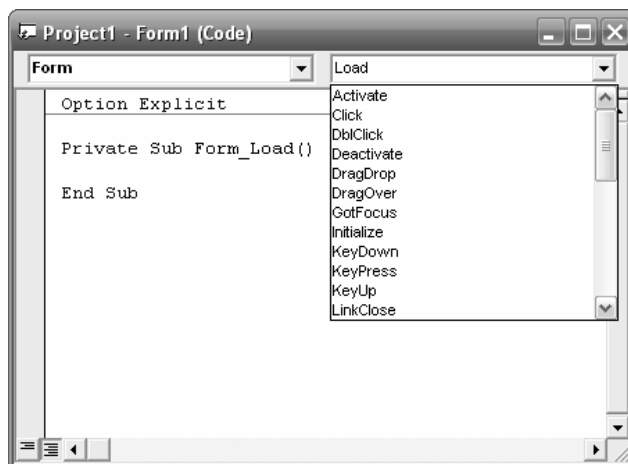 Project1 - Form1 (Code)
Form
Load
Option Explicit
Private Sub Form_Load()
End Sub
Activate
Click
DblClick
Deactivate
DragDrop
DragOver
GotFocus
Initialize
KeyDown
KeyPress
KeyUp
LinkClose